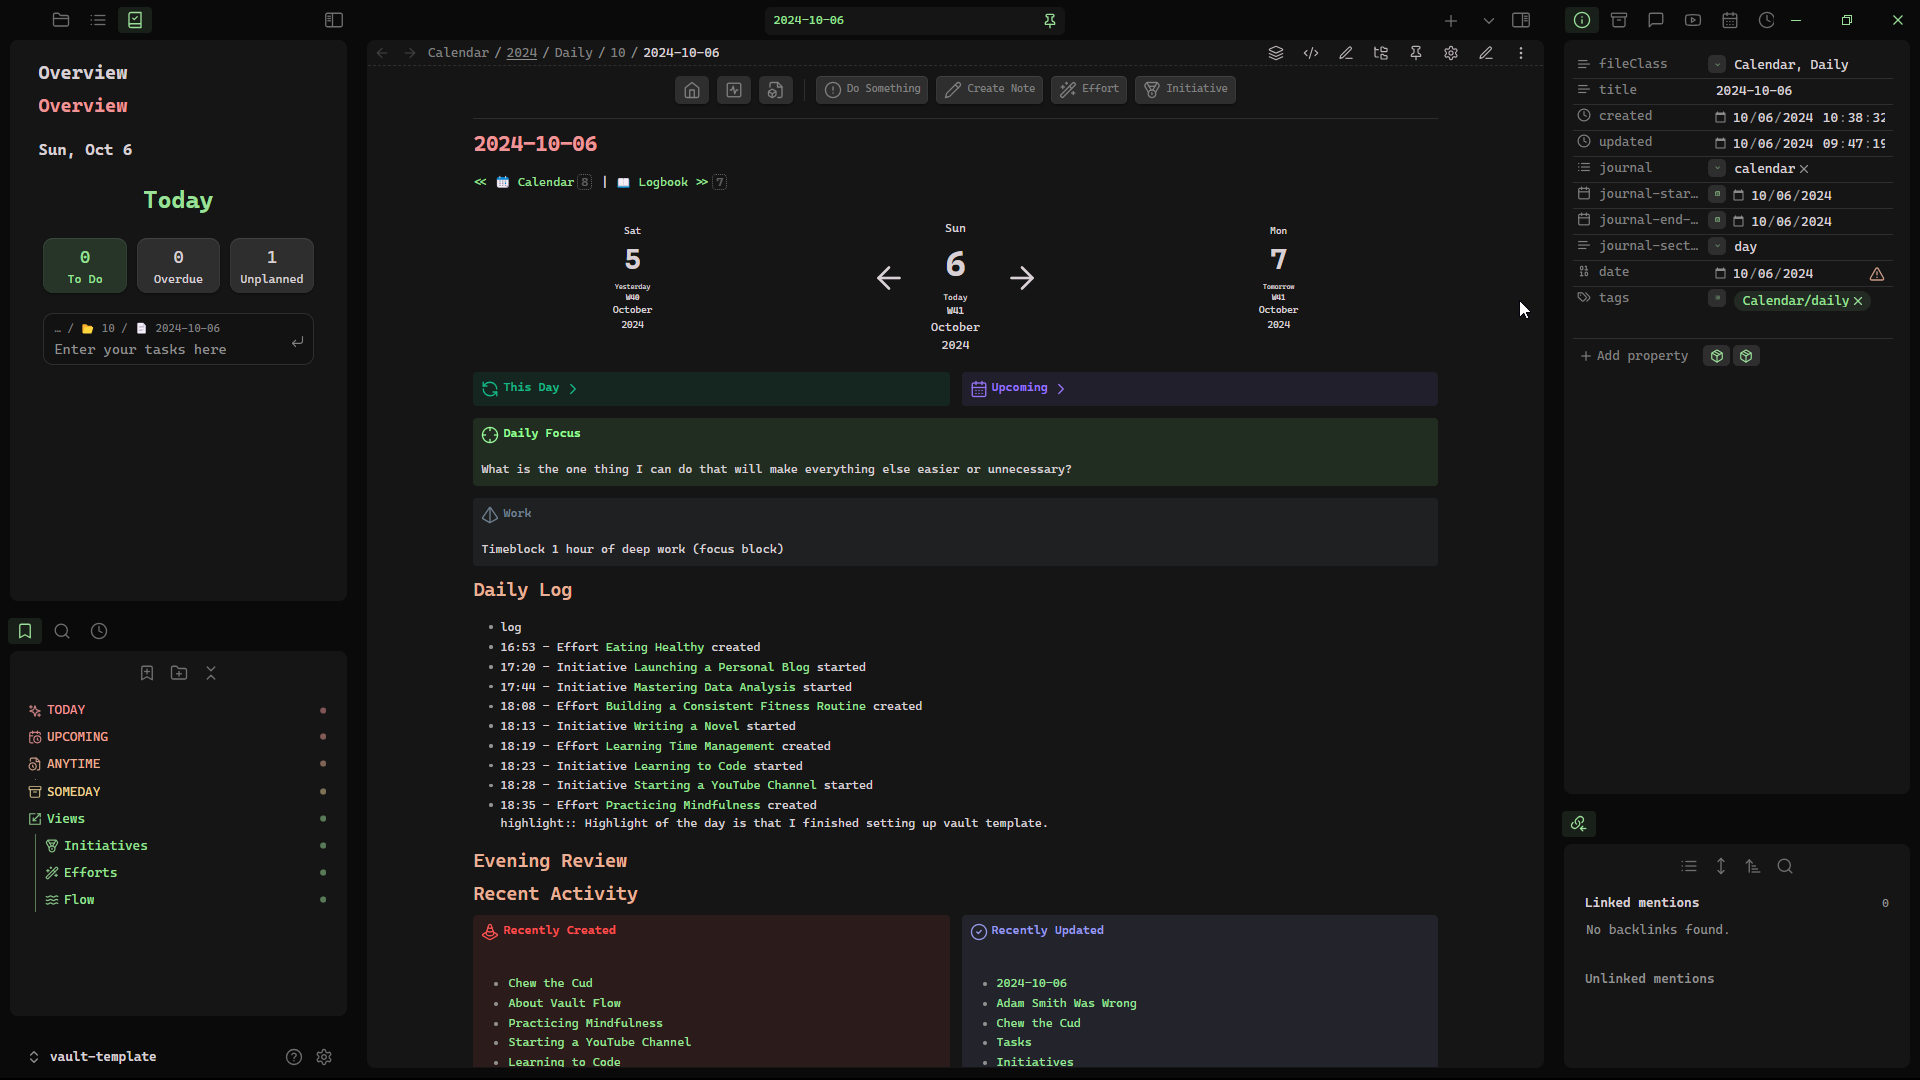 2024-10-06
Overview
Overview
Sun, Oct 6
Today
0
To Do
0
Overdue
1
Unplanned
… / 10 / 2024-10-06
Enter your tasks here
TODAY
UPCOMING
ANYTIME
SOMEDAY
Views
Initiatives
Efforts
Flow
vault-template
Calendar / 2024 / Daily / 10 / 2024-10-06
Do Something
Create Note
Effort
Initiative
2024-10-06
<< Calendar 8 | Logbook >> 7
Sat
5
Yesterday
W40
October
2024
Sun
6
Today
W41
October
2024
Mon
7
Tomorrow
W41
October
2024
This Day
Upcoming
Daily Focus
What is the one thing I can do that will make everything else easier or unnecessary?
Work
Timeblock 1 hour of deep work (focus block)
Daily Log
log
16:53 - Effort Eating Healthy created
17:20 - Initiative Launching a Personal Blog started
17:44 - Initiative Mastering Data Analysis started
18:08 - Effort Building a Consistent Fitness Routine created
18:13 - Initiative Writing a Novel started
18:19 - Effort Learning Time Management created
18:23 - Initiative Learning to Code started
18:28 - Initiative Starting a YouTube Channel started
18:35 - Effort Practicing Mindfulness created
highlight:: Highlight of the day is that I finished setting up vault template.
Evening Review
Recent Activity
Recently Created
Chew the Cud
About Vault Flow
Practicing Mindfulness
Starting a YouTube Channel
Learning to Code
Recently Updated
2024-10-06
Adam Smith Was Wrong
Chew the Cud
Tasks
Initiatives
fileClass Calendar, Daily
title 2024-10-06
created 10/06/2024 10:38:32
updated 10/06/2024 09:47:19
journal calendar
journal-star… 10/06/2024
journal-end-… 10/06/2024
journal-sect… day
date 10/06/2024
tags Calendar/daily
Add property
Linked mentions 0
No backlinks found.
Unlinked mentions